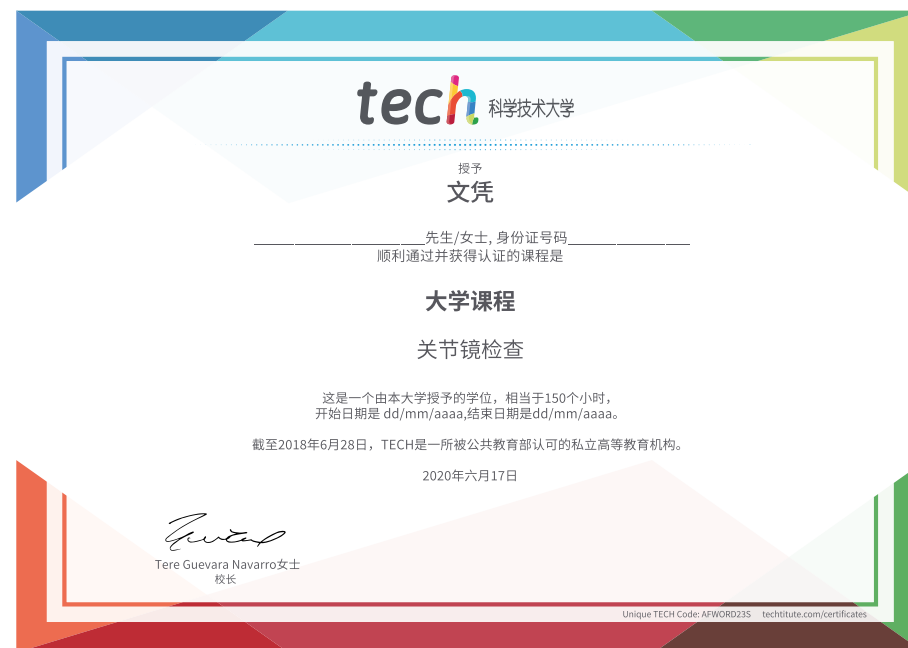 tech 科学技术大学
授予
文凭
先生/女士, 身份证号码
顺利通过并获得认证的课程是
大学课程
关节镜检查
这是一个由本大学授予的学位，相当于150个小时，
开始日期是 dd/mm/aaaa,结束日期是dd/mm/aaaa。
截至2018年6月28日，TECH是一所被公共教育部认可的私立高等教育机构。
2020年六月17日
Tere Guevara Navarro女士
校长
Unique TECH Code: AFWORD23S techtitute.com/certificates